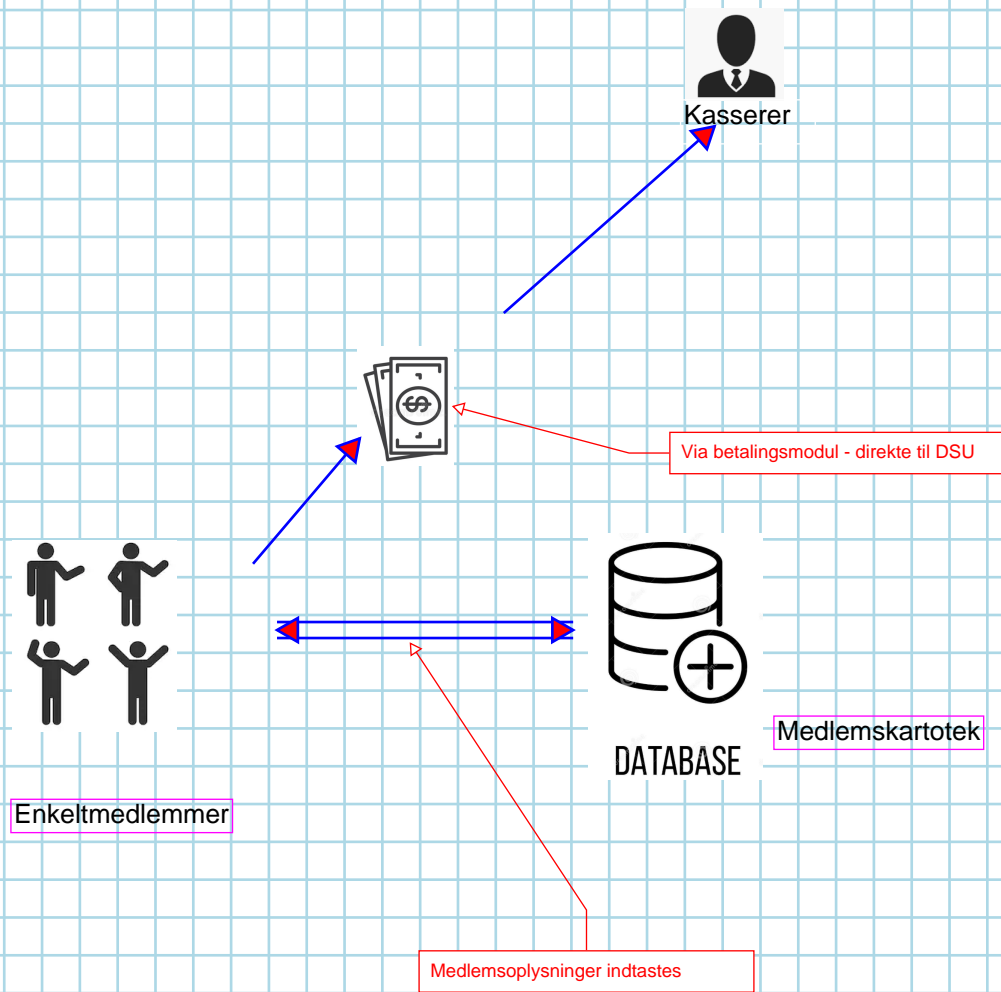 Kasserer
Via betalingsmodul - direkte til DSU
DATABASE
Medlemskartotek
Enkeltmedlemmer
Medlemsoplysninger indtastes